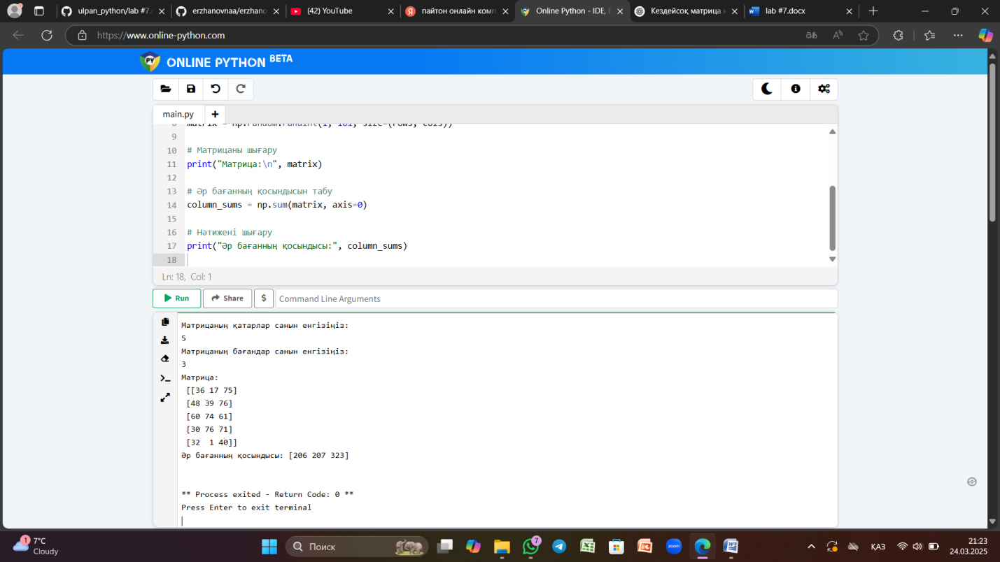 ulpan_python/lab #7.
erzhanovnaa/erzhano
(42) YouTube
пайтон онлайн комп
Online Python - IDE, E
Кездейсоқ матрица
lab #7.docx
https://www.online-python.com
PY ONLINE PYTHON BETA
main.py
8 matrix = np.random.randint(1, 101, size=(rows, cols))
9
10 # Матрицаны шығару
11 print("Матрица:\n", matrix)
12
13 # Әр бағанның қосындысын табу
14 column_sums = np.sum(matrix, axis=0)
15
16 # Нәтижені шығару
17 print("Әр бағанның қосындысы:", column_sums)
18
Ln: 18, Col: 1
Run Share $ Command Line Arguments
Матрицаның қатарлар санын енгізіңіз:
5
Матрицаның бағандар санын енгізіңіз:
3
Матрица:
[[36 17 75]
[48 39 76]
[60 74 61]
[30 76 71]
[32 1 40]]
Әр бағанның қосындысы: [206 207 323]
** Process exited - Return Code: 0 **
Press Enter to exit terminal
1
7°C
Cloudy
Поиск
7
zoom
ҚАЗ
21:23
24.03.2025